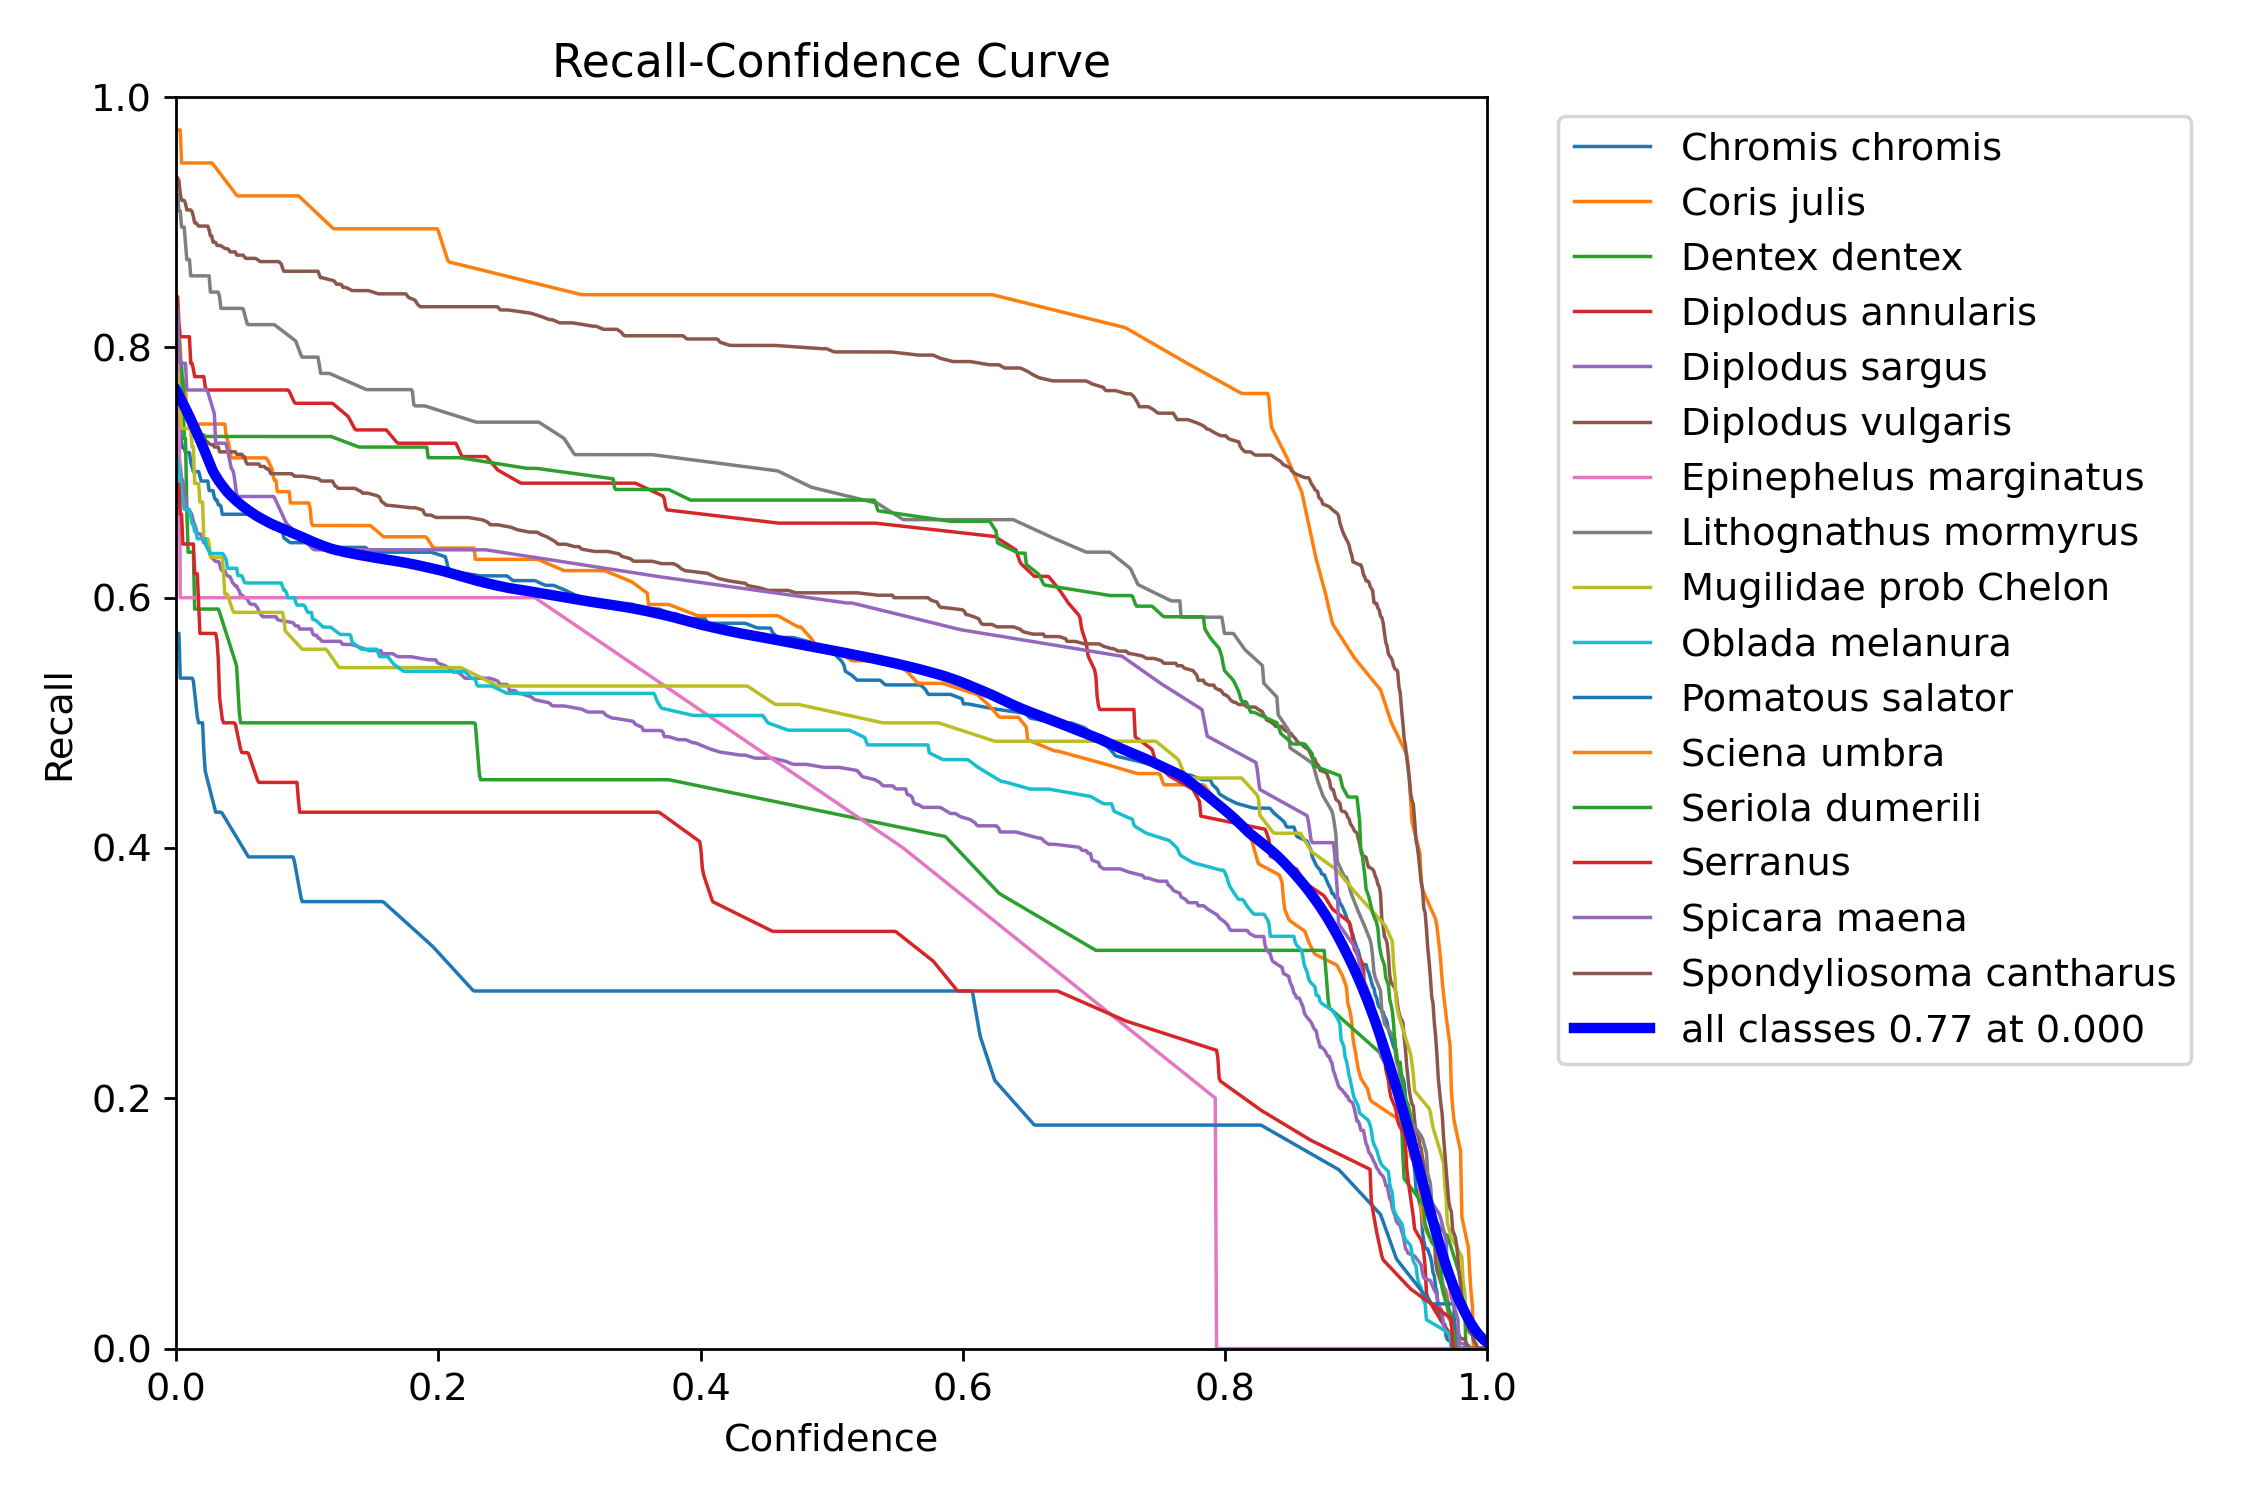 Recall-Confidence Curve
1.0
0.8
0.6
0.4
0.2
0.0
Recall
0.0 0.2 0.4 0.6 0.8 1.0
Confidence
Chromis chromis
Coris julis
Dentex dentex
Diplodus annularis
Diplodus sargus
Diplodus vulgaris
Epinephelus marginatus
Lithognathus mormyrus
Mugilidae prob Chelon
Oblada melanura
Pomatous salator
Sciena umbra
Seriola dumerili
Serranus
Spicara maena
Spondyliosoma cantharus
all classes 0.77 at 0.000